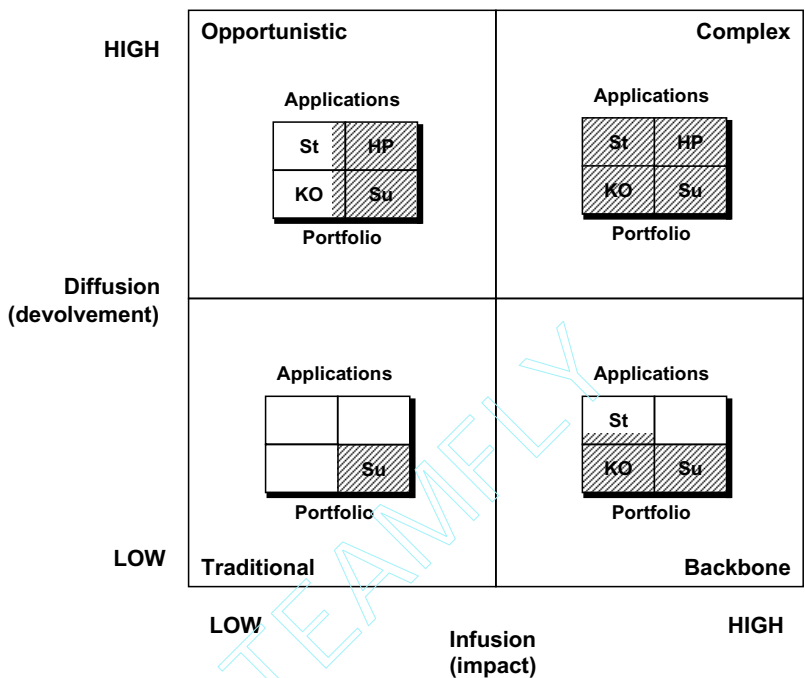 HIGH
Opportunistic
Complex
Applications
St
HP
KO
Su
Portfolio
Applications
St
HP
KO
Su
Portfolio
Diffusion
(devolvement)
Applications
Su
Portfolio
Applications
St
KO
Su
Portfolio
LOW
Traditional
Backbone
LOW
Infusion
(impact)
HIGH
TEAMFLY